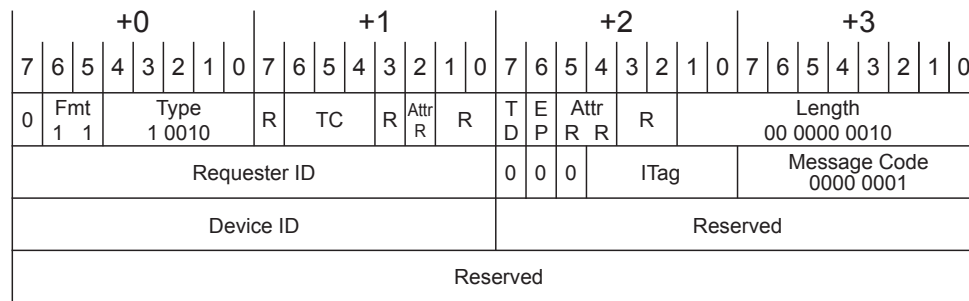 +0 +1 +2 +3
7 6 5 4 3 2 1 0 7 6 5 4 3 2 1 0 7 6 5 4 3 2 1 0 7 6 5 4 3 2 1 0
0 Fmt Type R TC R Attr R T E Attr R Length
1 1 1 0010 R D P R R 00 0000 0010
Requester ID 0 0 0 ITag Message Code
0000 0001
Device ID Reserved
Reserved